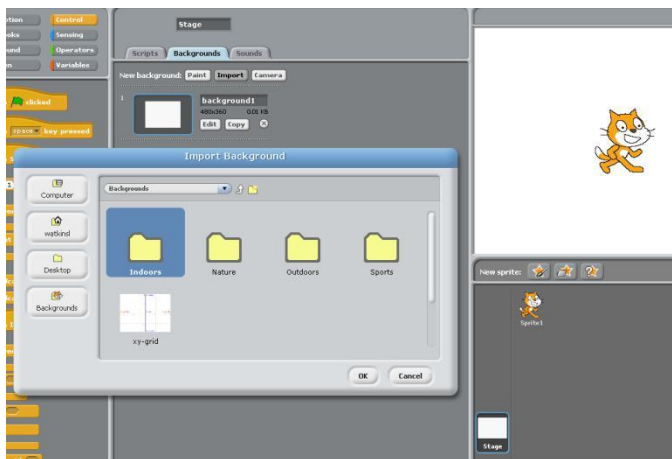 Stage
Control
Sensing
Operators
Variables
Scripts
Backgrounds
Sounds
New background: Paint Import Camera
1
background1
480x360 0.01 KB
Edit Copy
clicked
space key pressed
Import Background
Computer
watkinsl
Desktop
Backgrounds
Backgrounds
Indoors
Nature
Outdoors
Sports
xy-grid
OK
Cancel
New sprite:
Sprite1
Stage